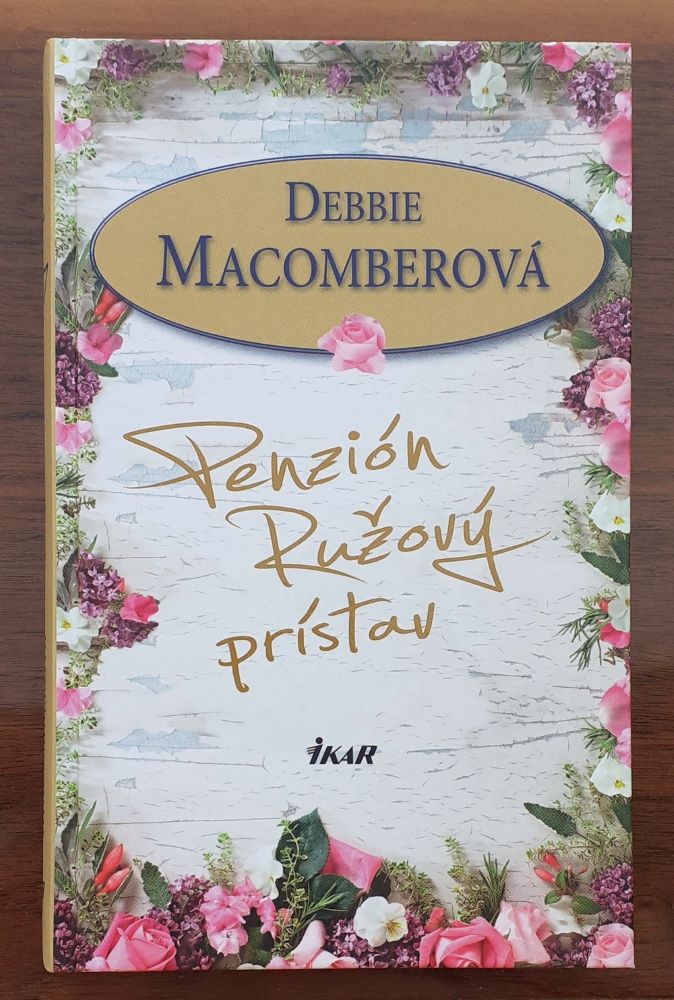 DEBBIE
MACOMBEROVÁ
Penzión
Ružový
prístav
IKAR